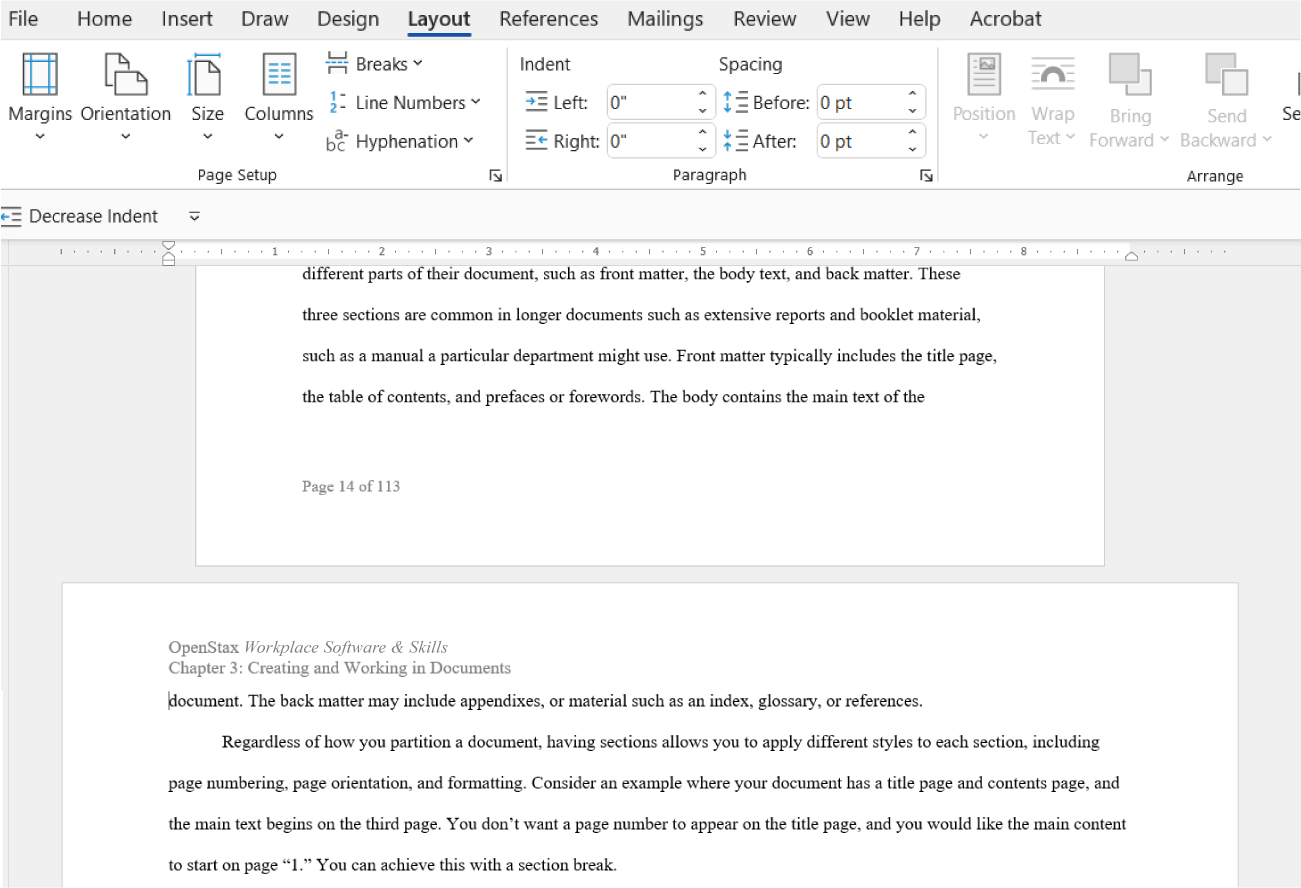 File Home Insert Draw Design Layout References Mailings Review View Help Acrobat
Breaks Indent Spacing
Margins Orientation Size Columns Line Numbers Left: 0" Before: 0 pt Position Wrap Text Bring Forward Send Backward Se
Hyphenation Right: 0" After: 0 pt
Page Setup Paragraph Arrange
Decrease Indent
1 2 3 4 5 6 7 8
different parts of their document, such as front matter, the body text, and back matter. These
three sections are common in longer documents such as extensive reports and booklet material,
such as a manual a particular department might use. Front matter typically includes the title page,
the table of contents, and prefaces or forewords. The body contains the main text of the
Page 14 of 113
OpenStax Workplace Software & Skills
Chapter 3: Creating and Working in Documents
document. The back matter may include appendixes, or material such as an index, glossary, or references.
Regardless of how you partition a document, having sections allows you to apply different styles to each section, including
page numbering, page orientation, and formatting. Consider an example where your document has a title page and contents page, and
the main text begins on the third page. You don’t want a page number to appear on the title page, and you would like the main content
to start on page “1.” You can achieve this with a section break.